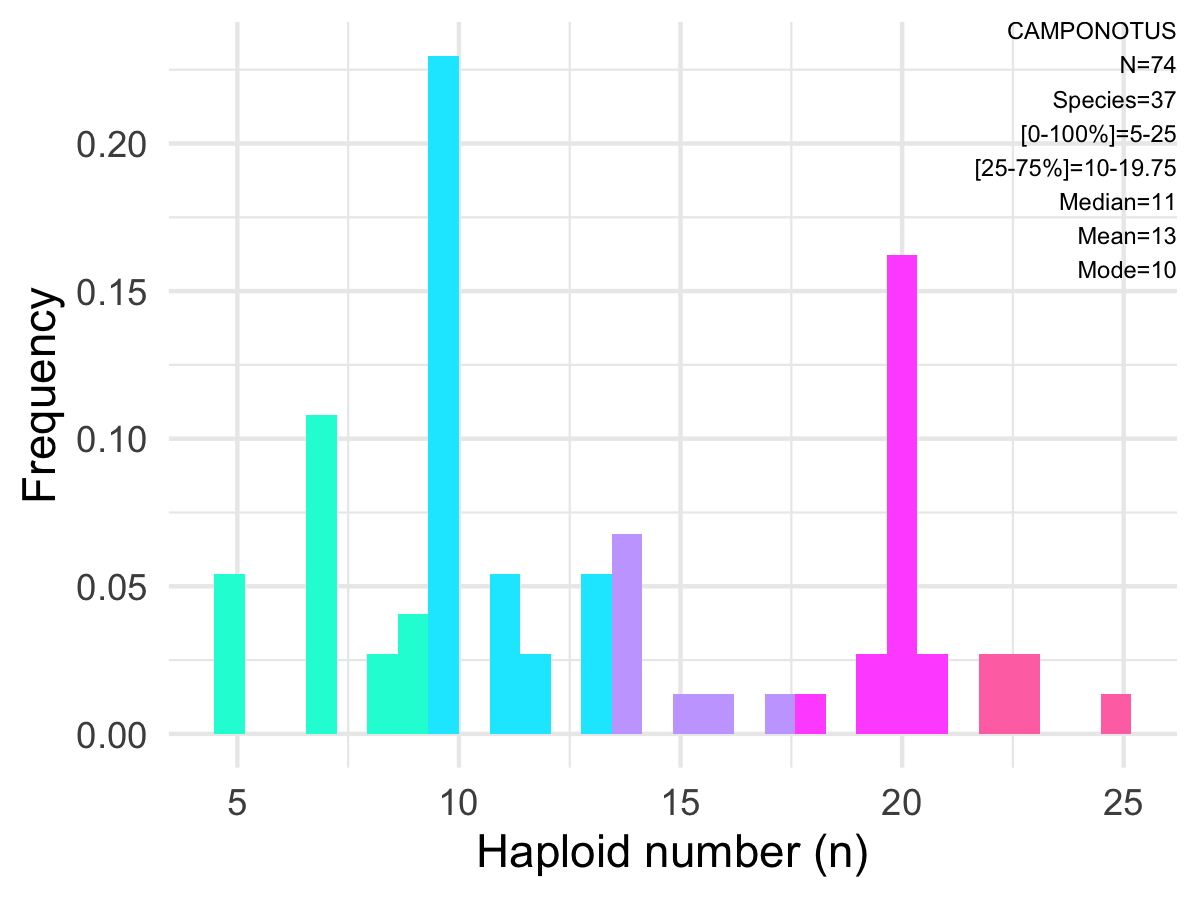 CAMPONOTUS
N=74
Species=37
[0-100%]=5-25
[25-75%]=10-19.75
Median=11
Mean=13
Mode=10
Frequency
0.20
0.15
0.10
0.05
0.00
5 10 15 20 25
Haploid number (n)